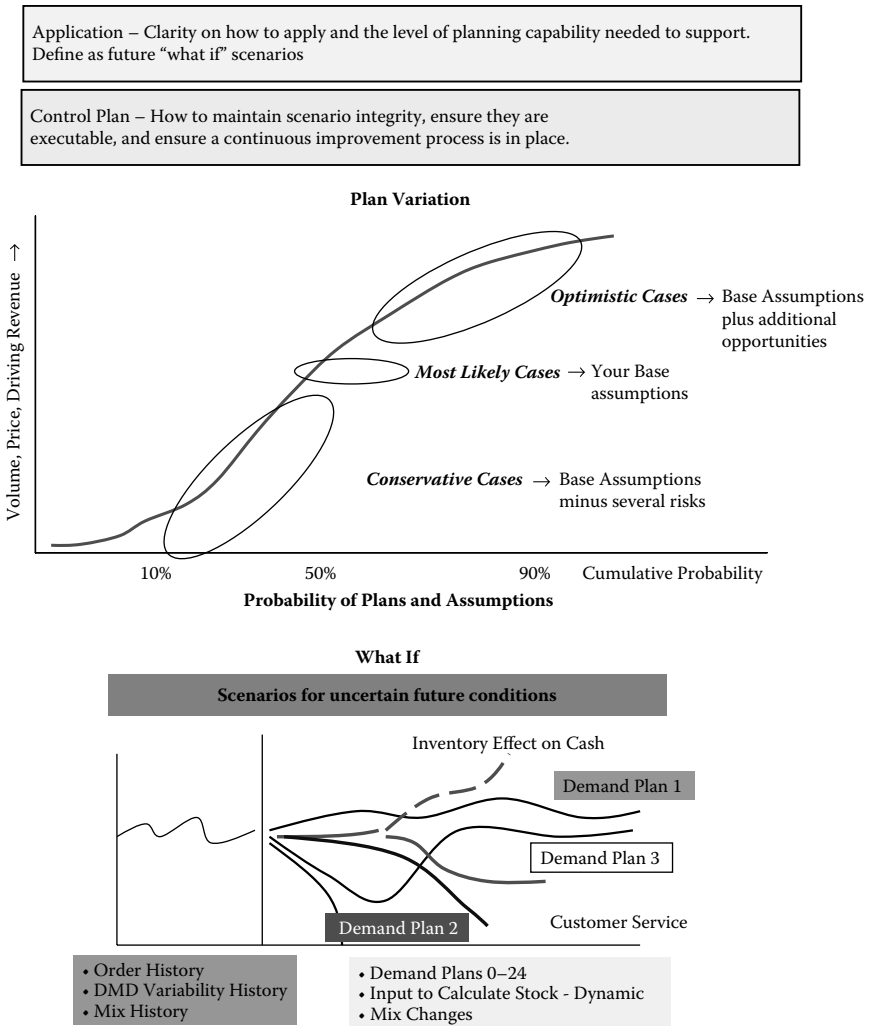 Application – Clarity on how to apply and the level of planning capability needed to support.
Define as future “what if” scenarios
Control Plan – How to maintain scenario integrity, ensure they are
executable, and ensure a continuous improvement process is in place.
Plan Variation
Volume, Price, Driving Revenue →
Optimistic Cases → Base Assumptions
plus additional
opportunities
Most Likely Cases → Your Base
assumptions
Conservative Cases → Base Assumptions
minus several risks
10% 50% 90% Cumulative Probability
Probability of Plans and Assumptions
What If
Scenarios for uncertain future conditions
Inventory Effect on Cash
Demand Plan 1
Demand Plan 3
Customer Service
Demand Plan 2
• Order History
• DMD Variability History
• Mix History
• Demand Plans 0–24
• Input to Calculate Stock - Dynamic
• Mix Changes